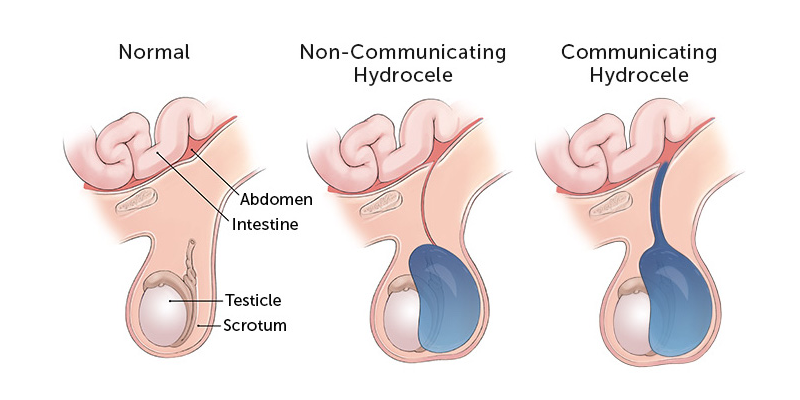 Normal
Non-Communicating
Hydrocele
Communicating
Hydrocele
Abdomen
Intestine
Testicle
Scrotum